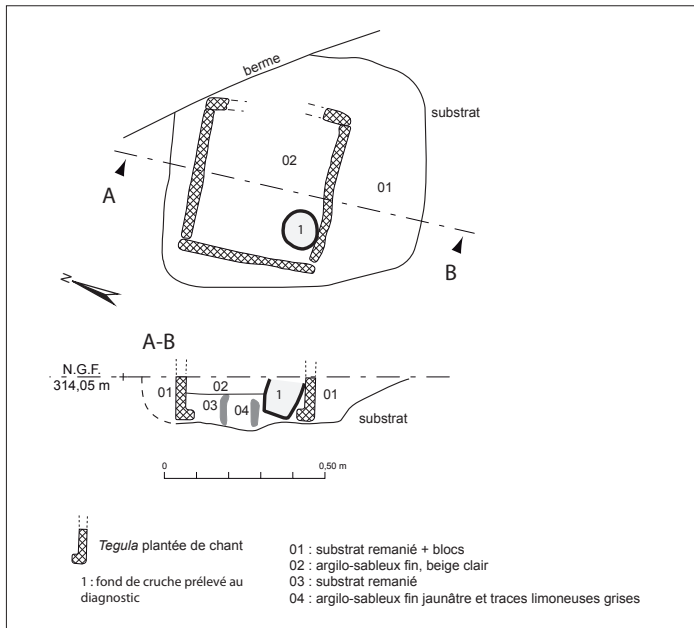 berme
substrat
02
01
A
1
B
N
A-B
N.G.F.
314,05 m
01
02
1
01
03
04
substrat
0
0,50 m
Tegula plantée de chant
1 : fond de cruche prélevé au
diagnostic
01 : substrat remanié + blocs
02 : argilo-sableux fin, beige clair
03 : substrat remanié
04 : argilo-sableux fin jaunâtre et traces limoneuses grises